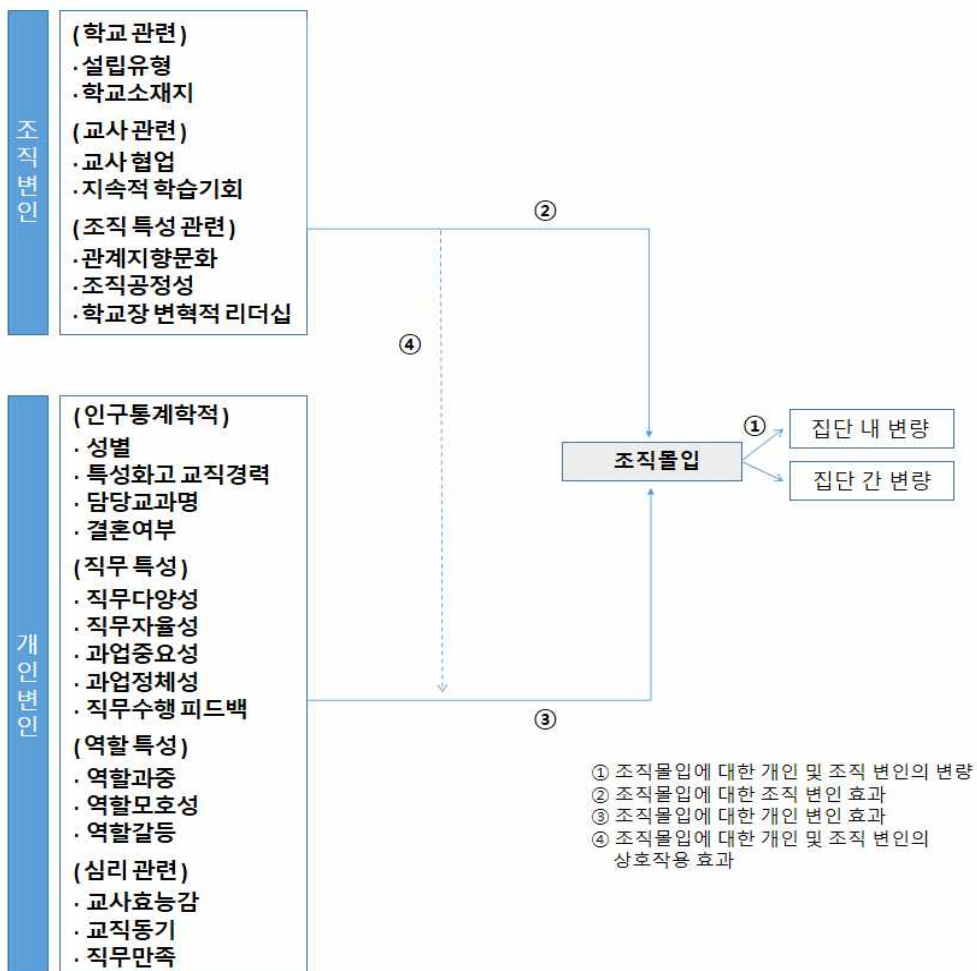 조직변인
(학교 관련)
· 설립유형
· 학교소재지
(교사 관련)
· 교사 협업
· 지속적 학습기회
(조직 특성 관련)
· 관계지향문화
· 조직공정성
· 학교장 변혁적 리더십
②
④
개인변인
(인구통계학적)
· 성별
· 특성화고 교직경력
· 담당교과명
· 결혼여부
(직무 특성)
· 직무다양성
· 직무자율성
· 과업중요성
· 과업정체성
· 직무수행 피드백
(역할 특성)
· 역할과중
· 역할모호성
· 역할갈등
(심리 관련)
· 교사효능감
· 교직동기
· 직무만족
조직몰입
①
집단 내 변량
집단 간 변량
③
① 조직몰입에 대한 개인 및 조직 변인의 변량
② 조직몰입에 대한 조직 변인 효과
③ 조직몰입에 대한 개인 변인 효과
④ 조직몰입에 대한 개인 및 조직 변인의
상호작용 효과